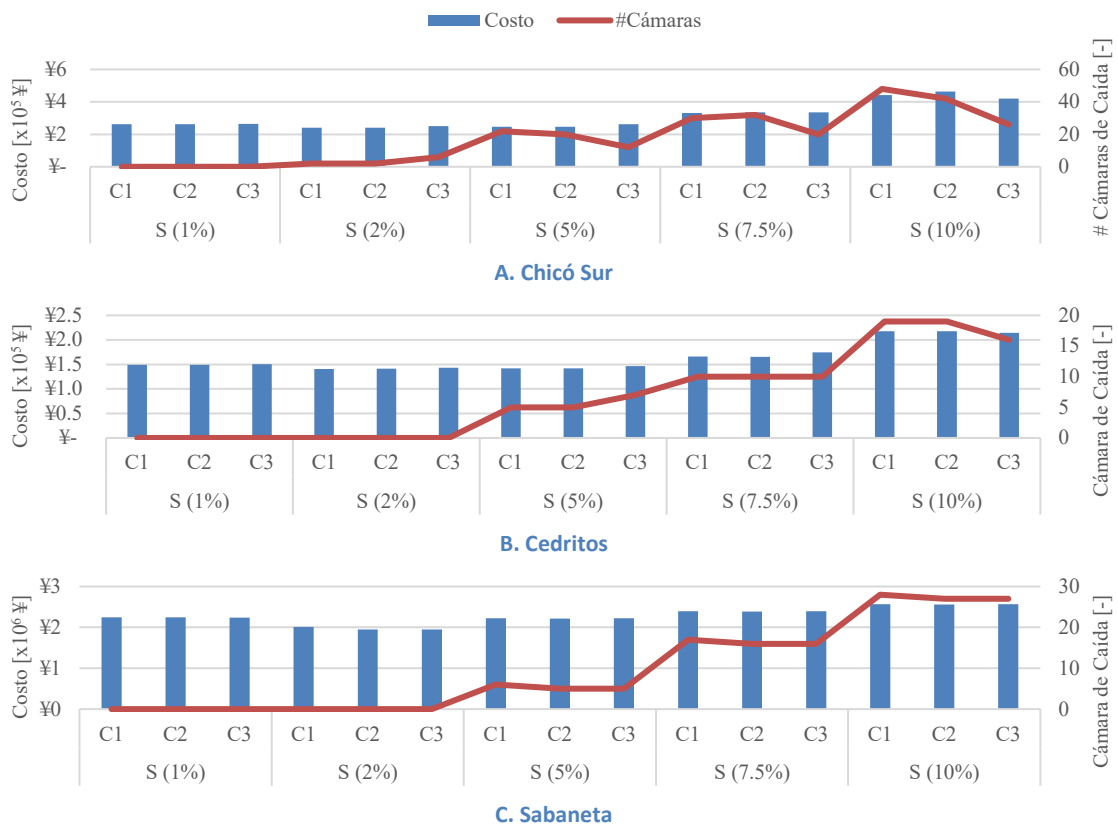 Costo #Cámaras
Costo [x10⁵ ¥]
¥6
¥4
¥2
¥-
60
40
20
0
# Cámaras de Caída [-]
C1 C2 C3 C1 C2 C3 C1 C2 C3 C1 C2 C3 C1 C2 C3
S (1%) S (2%) S (5%) S (7.5%) S (10%)
A. Chicó Sur
Costo [x10⁵ ¥]
¥2.5
¥2.0
¥1.5
¥1.0
¥0.5
¥-
20
15
10
5
0
Cámara de Caída [-]
C1 C2 C3 C1 C2 C3 C1 C2 C3 C1 C2 C3 C1 C2 C3
S (1%) S (2%) S (5%) S (7.5%) S (10%)
B. Cedritos
Costo [x10⁶ ¥]
¥3
¥2
¥1
¥0
30
20
10
0
Cámara de Caída [-]
C1 C2 C3 C1 C2 C3 C1 C2 C3 C1 C2 C3 C1 C2 C3
S (1%) S (2%) S (5%) S (7.5%) S (10%)
C. Sabaneta